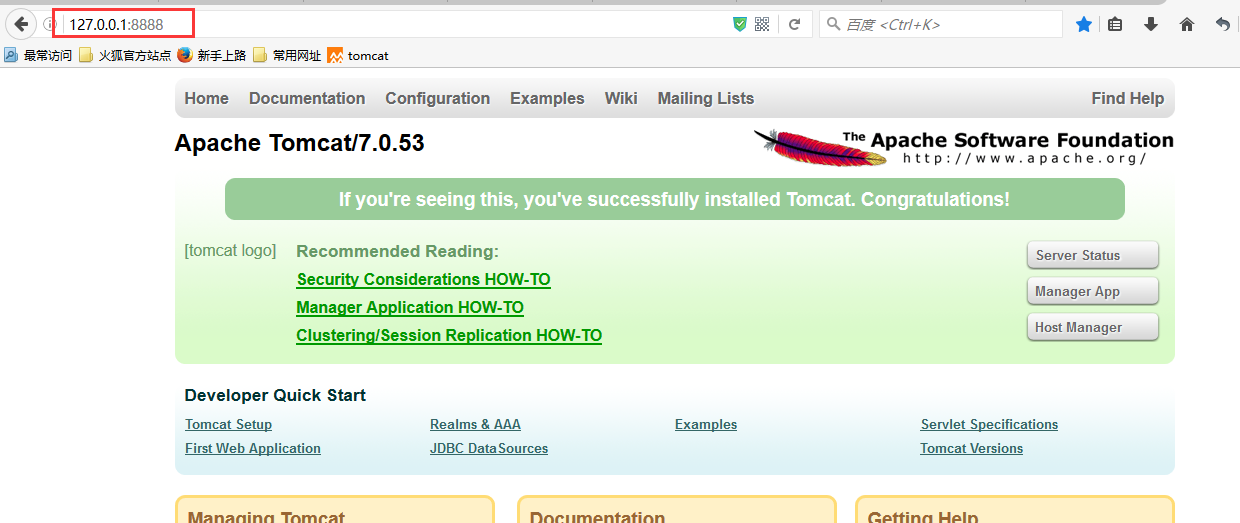 127.0.0.1:8888
百度 <Ctrl+K>
最常访问 火狐官方站点 新手上路 常用网址 tomcat
Home Documentation Configuration Examples Wiki Mailing Lists Find Help
Apache Tomcat/7.0.53
The Apache Software Foundation
http://www.apache.org/
If you're seeing this, you've successfully installed Tomcat. Congratulations!
[tomcat logo]
Recommended Reading:
Security Considerations HOW-TO
Manager Application HOW-TO
Clustering/Session Replication HOW-TO
Server Status
Manager App
Host Manager
Developer Quick Start
Tomcat Setup Realms & AAA Examples Servlet Specifications
First Web Application JDBC DataSources Tomcat Versions
Managing Tomcat Documentation Getting Help